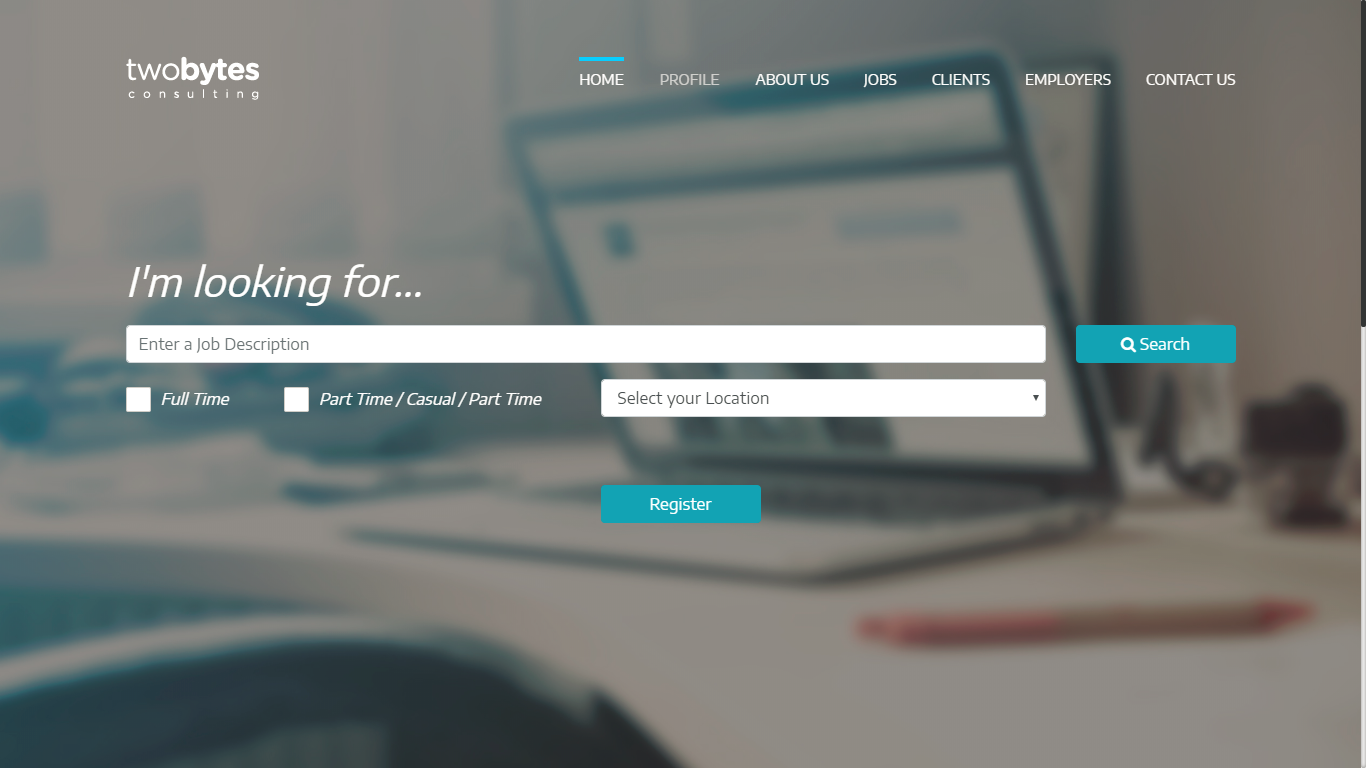 twobytes
consulting
HOME PROFILE ABOUT US JOBS CLIENTS EMPLOYERS CONTACT US
I'm looking for...
Enter a Job Description
Search
Full Time
Part Time / Casual / Part Time
Select your Location
Register